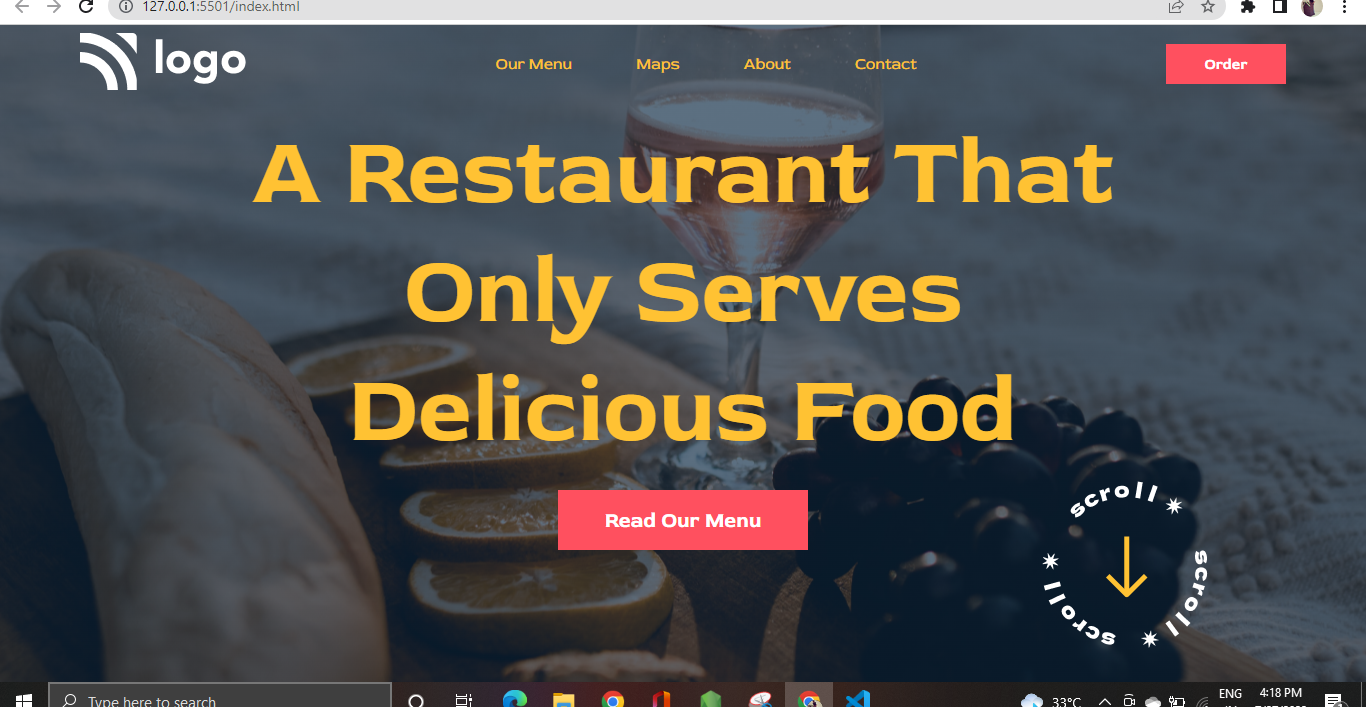 127.0.0.1:5501/index.html
logo
Our Menu
Maps
About
Contact
Order
A Restaurant That
Only Serves
Delicious Food
Read Our Menu
scroll
scroll
scroll
Type here to search
33°C
ENG
4:18 PM